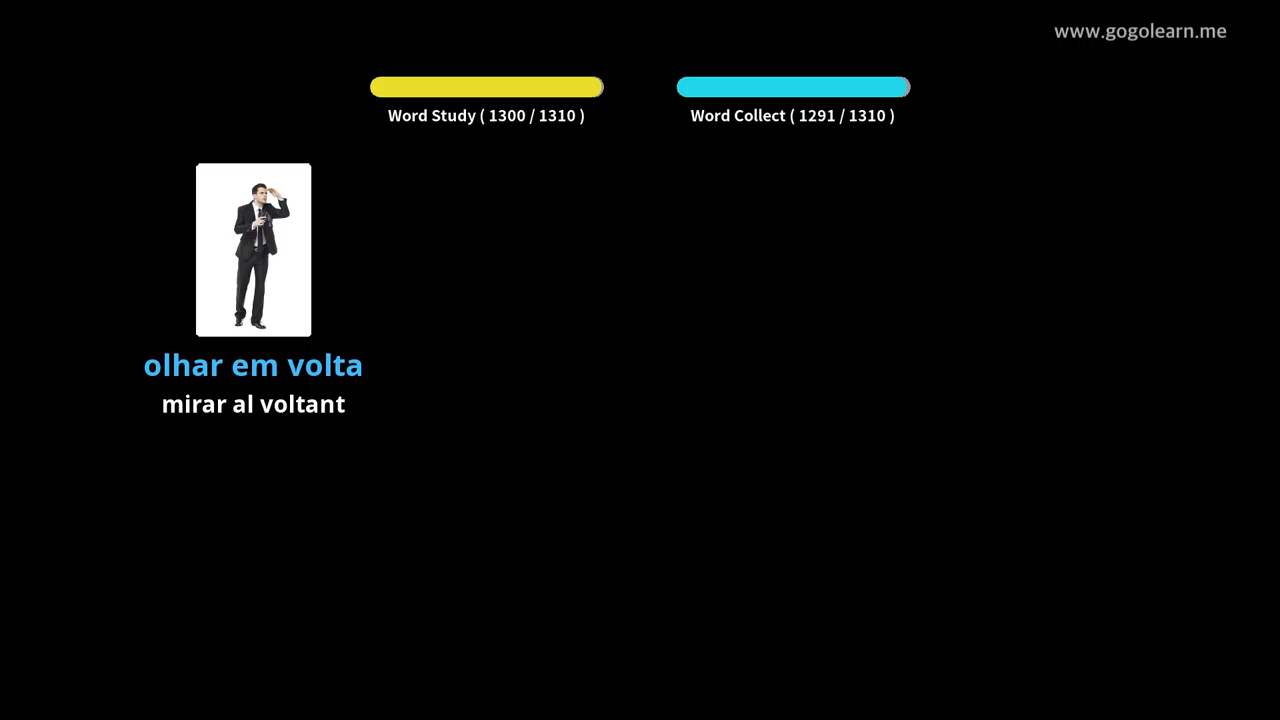 www.gogolearn.me
Word Study ( 1300 / 1310 )
Word Collect ( 1291 / 1310 )
olhar em volta
mirar al voltant